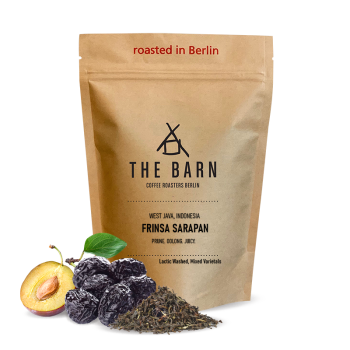 roasted in Berlin
THE BARN
COFFEE ROASTERS BERLIN
WEST JAVA, INDONESIA
FRINSA SARAPAN
PRUNE, OOLONG, JUICE
Lactic Washed, Mixed Varietals